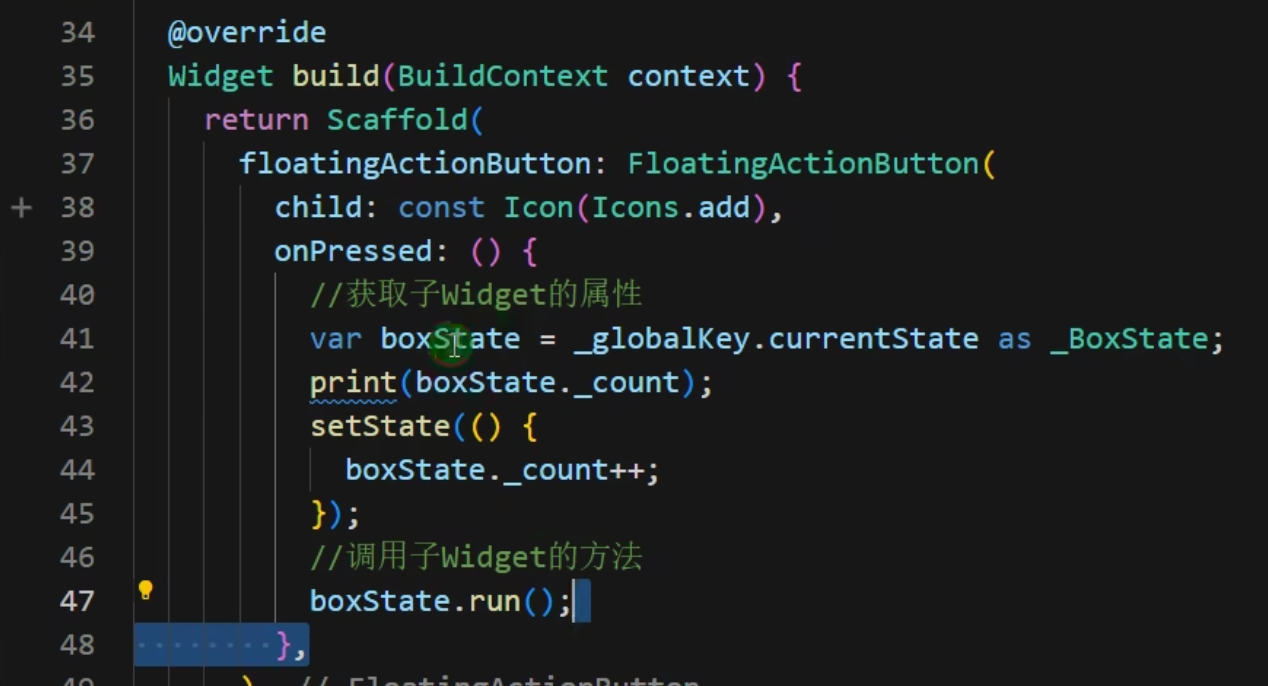 34 @override
35 Widget build(BuildContext context) {
36 return Scaffold(
37 floatingActionButton: FloatingActionButton(
38 child: const Icon(Icons.add),
39 onPressed: () {
40 //获取子Widget的属性
41 var boxState = _globalKey.currentState as _BoxState;
42 print(boxState._count);
43 setState(() {
44 boxState._count++;
45 });
46 //调用子Widget的方法
47 boxState.run();
48 },
49 ), // FloatingActionButton